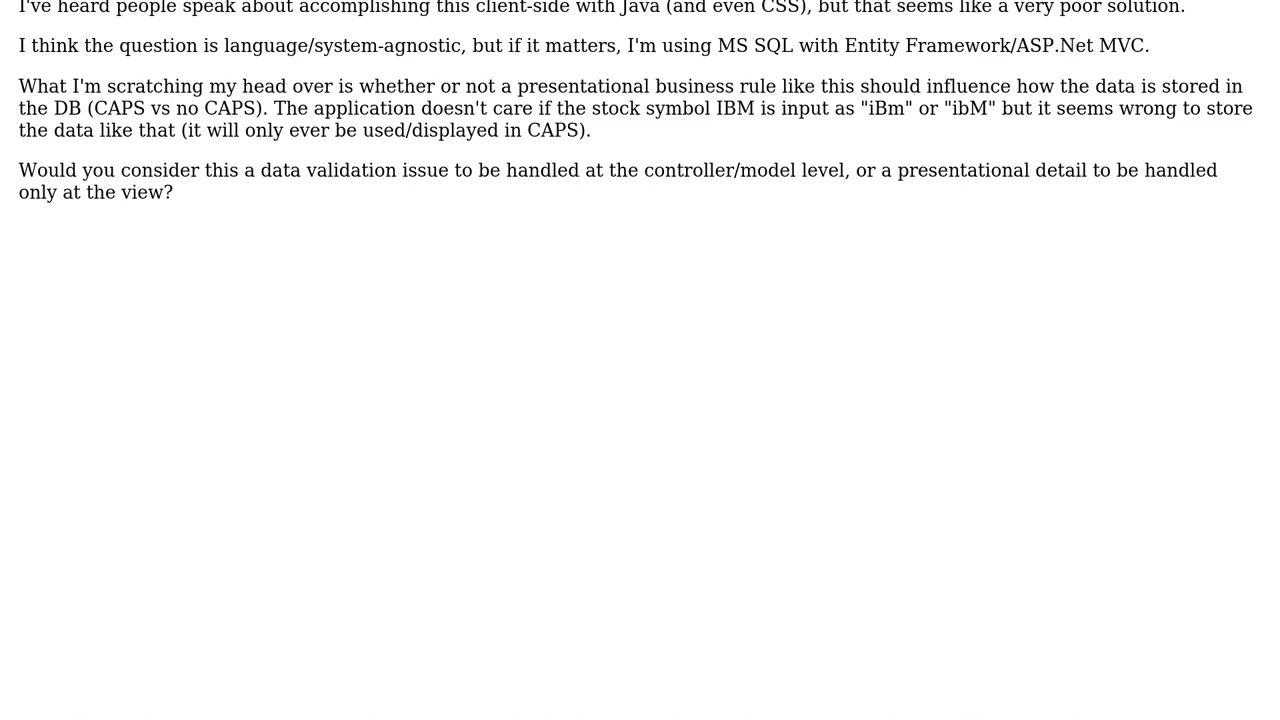 I've heard people speak about accomplishing this client-side with Java (and even CSS), but that seems like a very poor solution.
I think the question is language/system-agnostic, but if it matters, I'm using MS SQL with Entity Framework/ASP.Net MVC.
What I'm scratching my head over is whether or not a presentational business rule like this should influence how the data is stored in
the DB (CAPS vs no CAPS). The application doesn't care if the stock symbol IBM is input as "iBm" or "ibM" but it seems wrong to store
the data like that (it will only ever be used/displayed in CAPS).
Would you consider this a data validation issue to be handled at the controller/model level, or a presentational detail to be handled
only at the view?